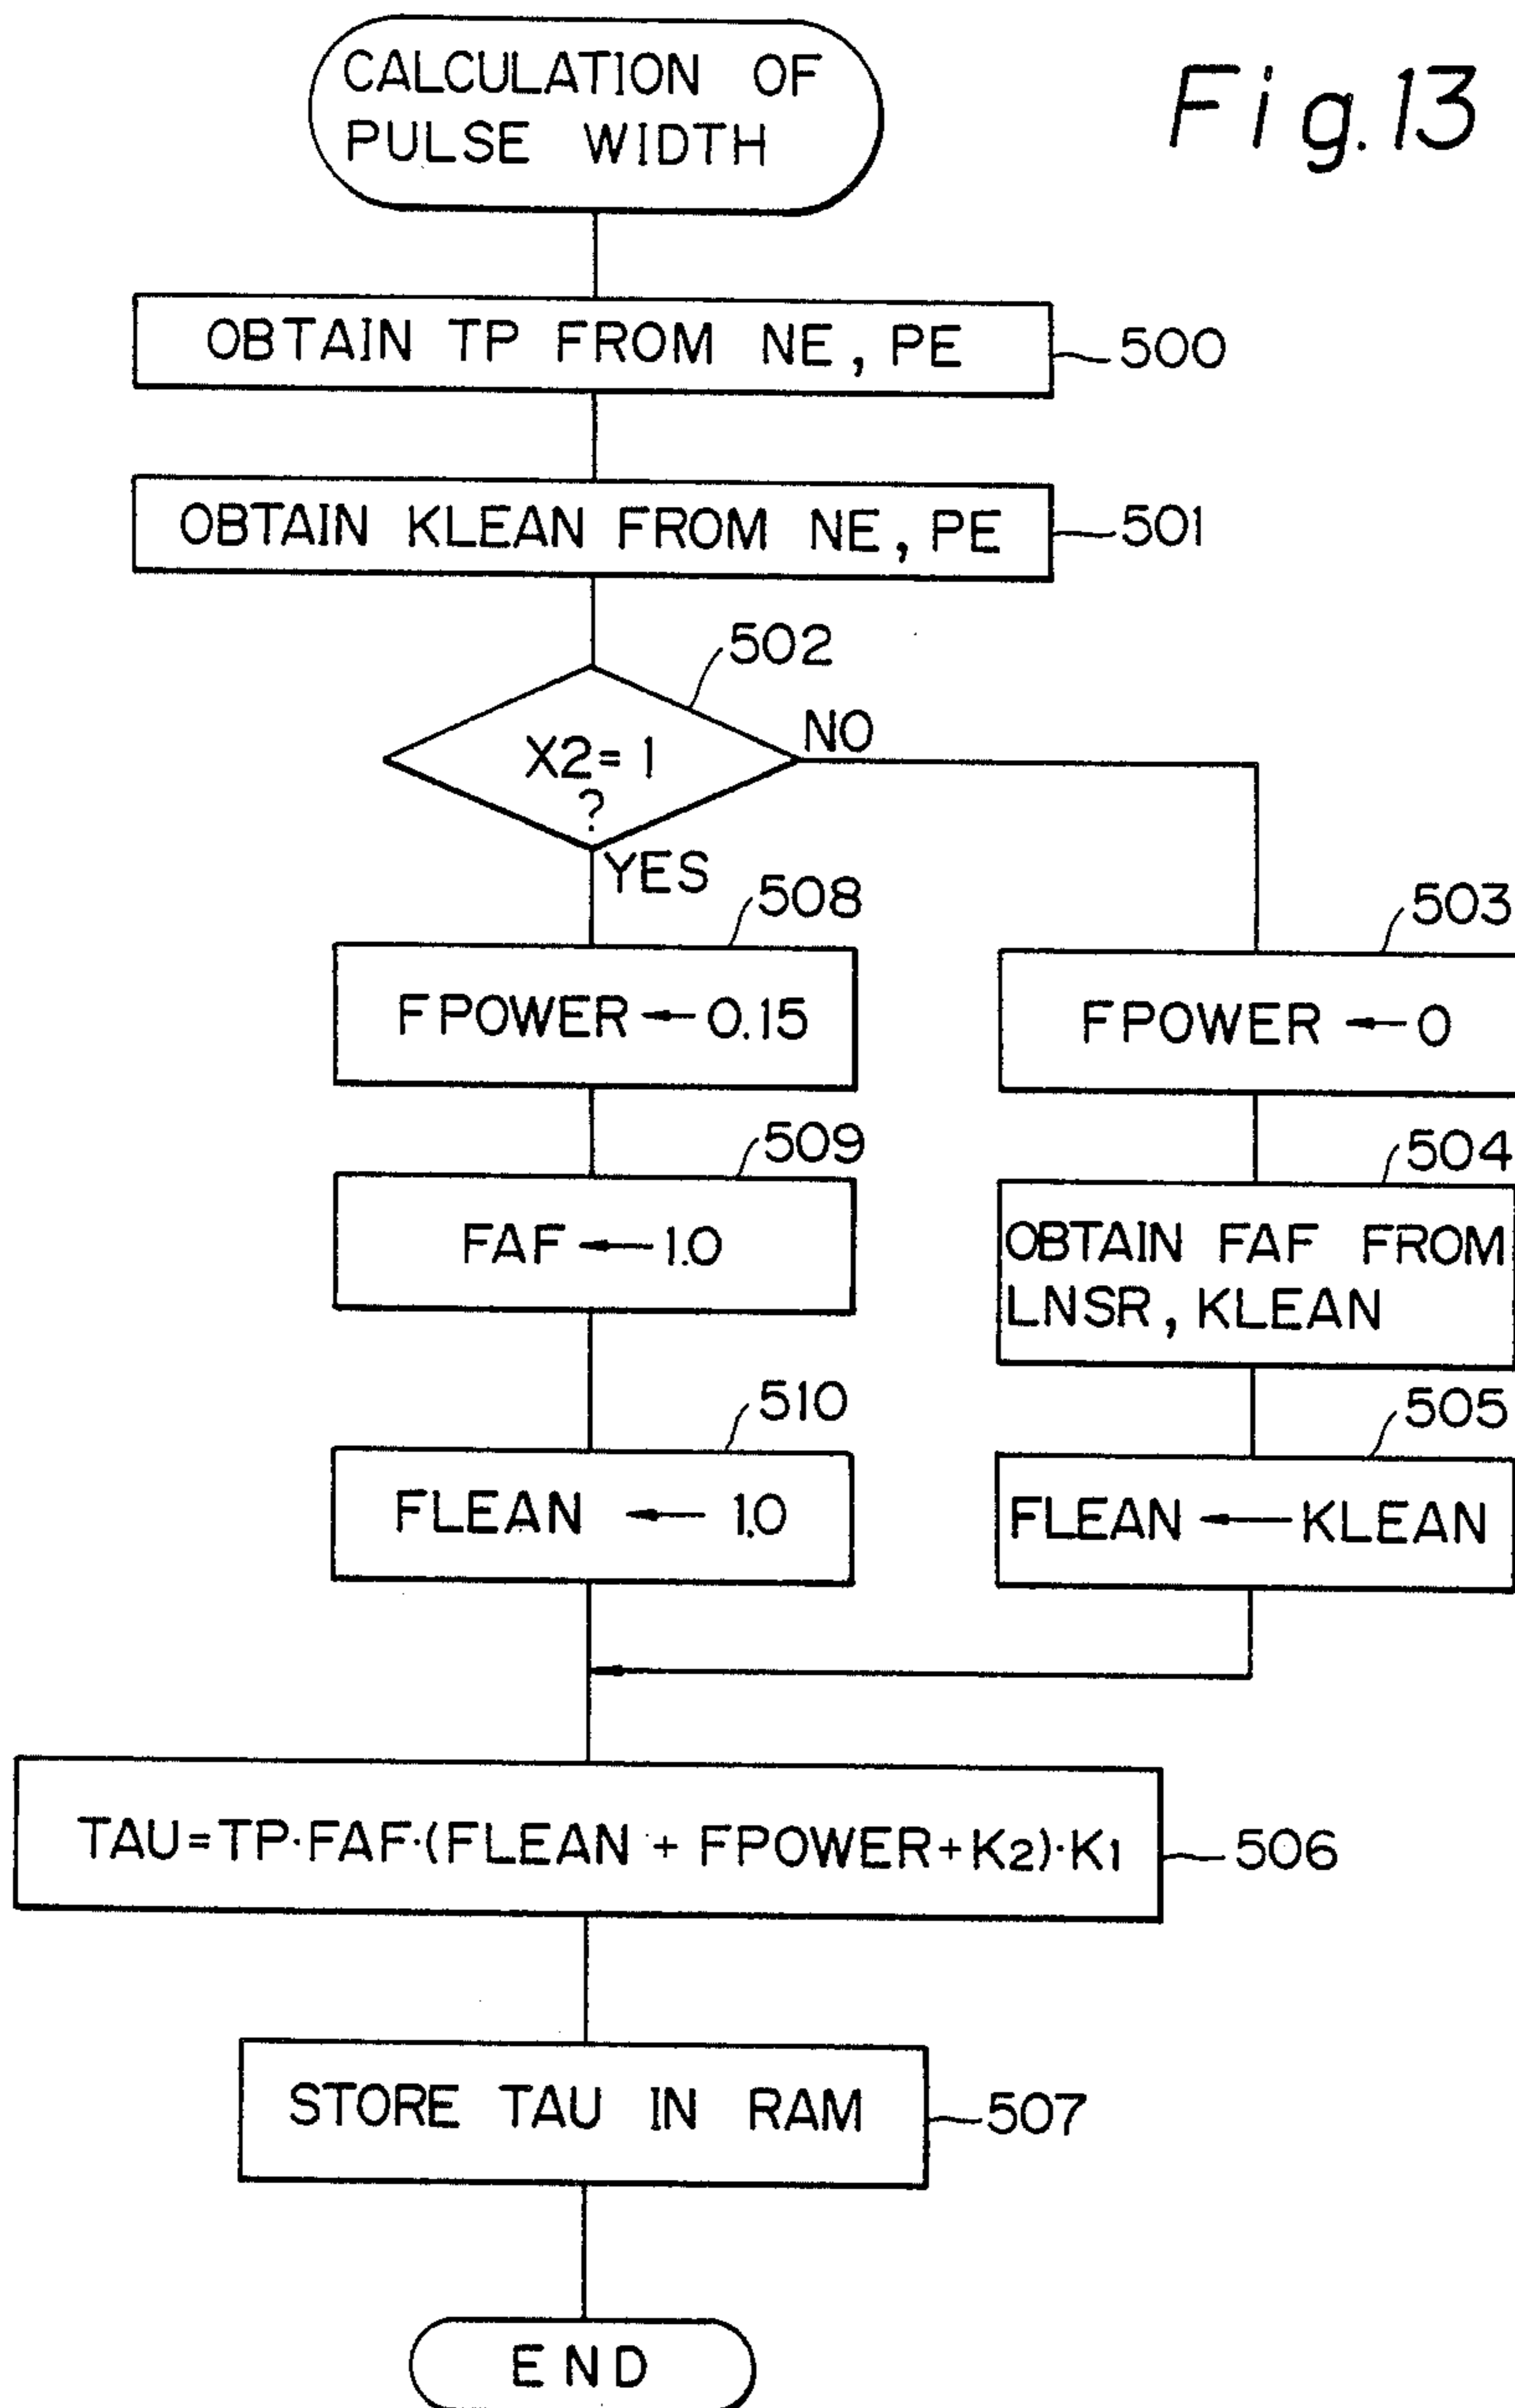 CALCULATION OF
PULSE WIDTH
Fig.13
OBTAIN TP FROM NE, PE
500
OBTAIN KLEAN FROM NE, PE
501
502
X2=1
?
NO
YES
508
FPOWER ← 0.15
509
FAF ← 1.0
510
FLEAN ← 1.0
503
FPOWER ← 0
504
OBTAIN FAF FROM
LNSR, KLEAN
505
FLEAN ← KLEAN
TAU=TP·FAF·(FLEAN + FPOWER+K2)·K1
506
STORE TAU IN RAM
507
END